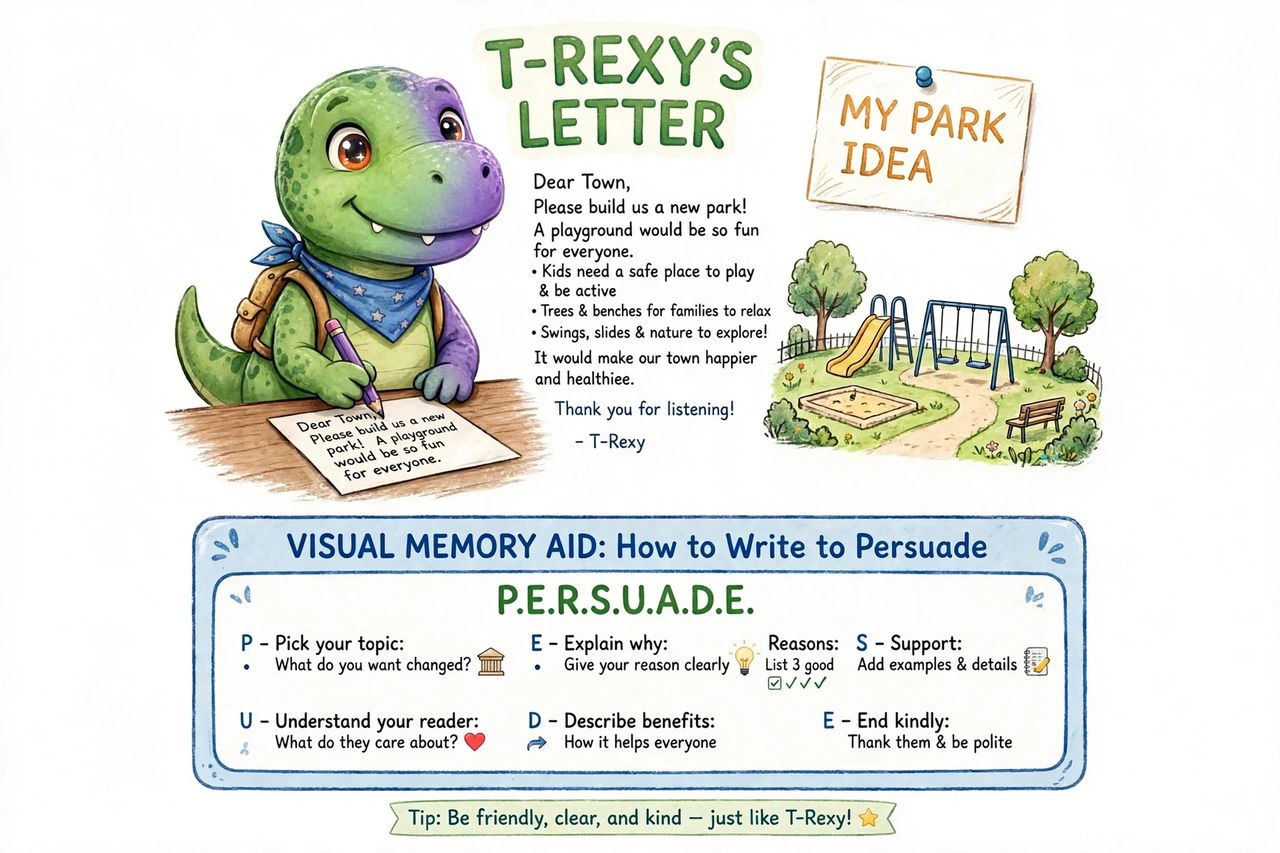 T-REXY'S
LETTER
MY PARK
IDEA
Dear Town,
Please build us a new park!
A playground would be so fun
for everyone.
• Kids need a safe place to play
& be active
• Trees & benches for families to relax
• Swings, slides & nature to explore!
It would make our town happier
and healthiee.
Thank you for listening!
– T-Rexy
Dear Town,
Please build us a new
park! A playground
would be so fun
for everyone.
VISUAL MEMORY AID: How to Write to Persuade
P.E.R.S.U.A.D.E.
P – Pick your topic:
• What do you want changed?
E – Explain why:
• Give your reason clearly
Reasons:
List 3 good
S – Support:
Add examples & details
U – Understand your reader:
What do they care about?
D – Describe benefits:
How it helps everyone
E – End kindly:
Thank them & be polite
Tip: Be friendly, clear, and kind — just like T-Rexy!